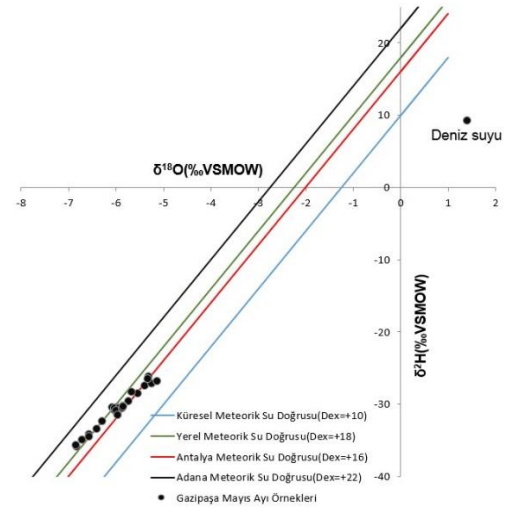 20
10
Deniz suyu
δ¹⁸O(‰VSMOW)
-8 -7 -6 -5 -4 -3 -2 -1 0 0 1 2
-10
-20
δ²H(‰VSMOW)
-30
Küresel Meteorik Su Doğrusu(Dex=+10)
Yerel Meteorik Su Doğrusu(Dex=+18)
Antalya Meteorik Su Doğrusu(Dex=+16)
Adana Meteorik Su Doğrusu(Dex=+22) -40
Gazipaşa Mayıs Ayı Örnekleri